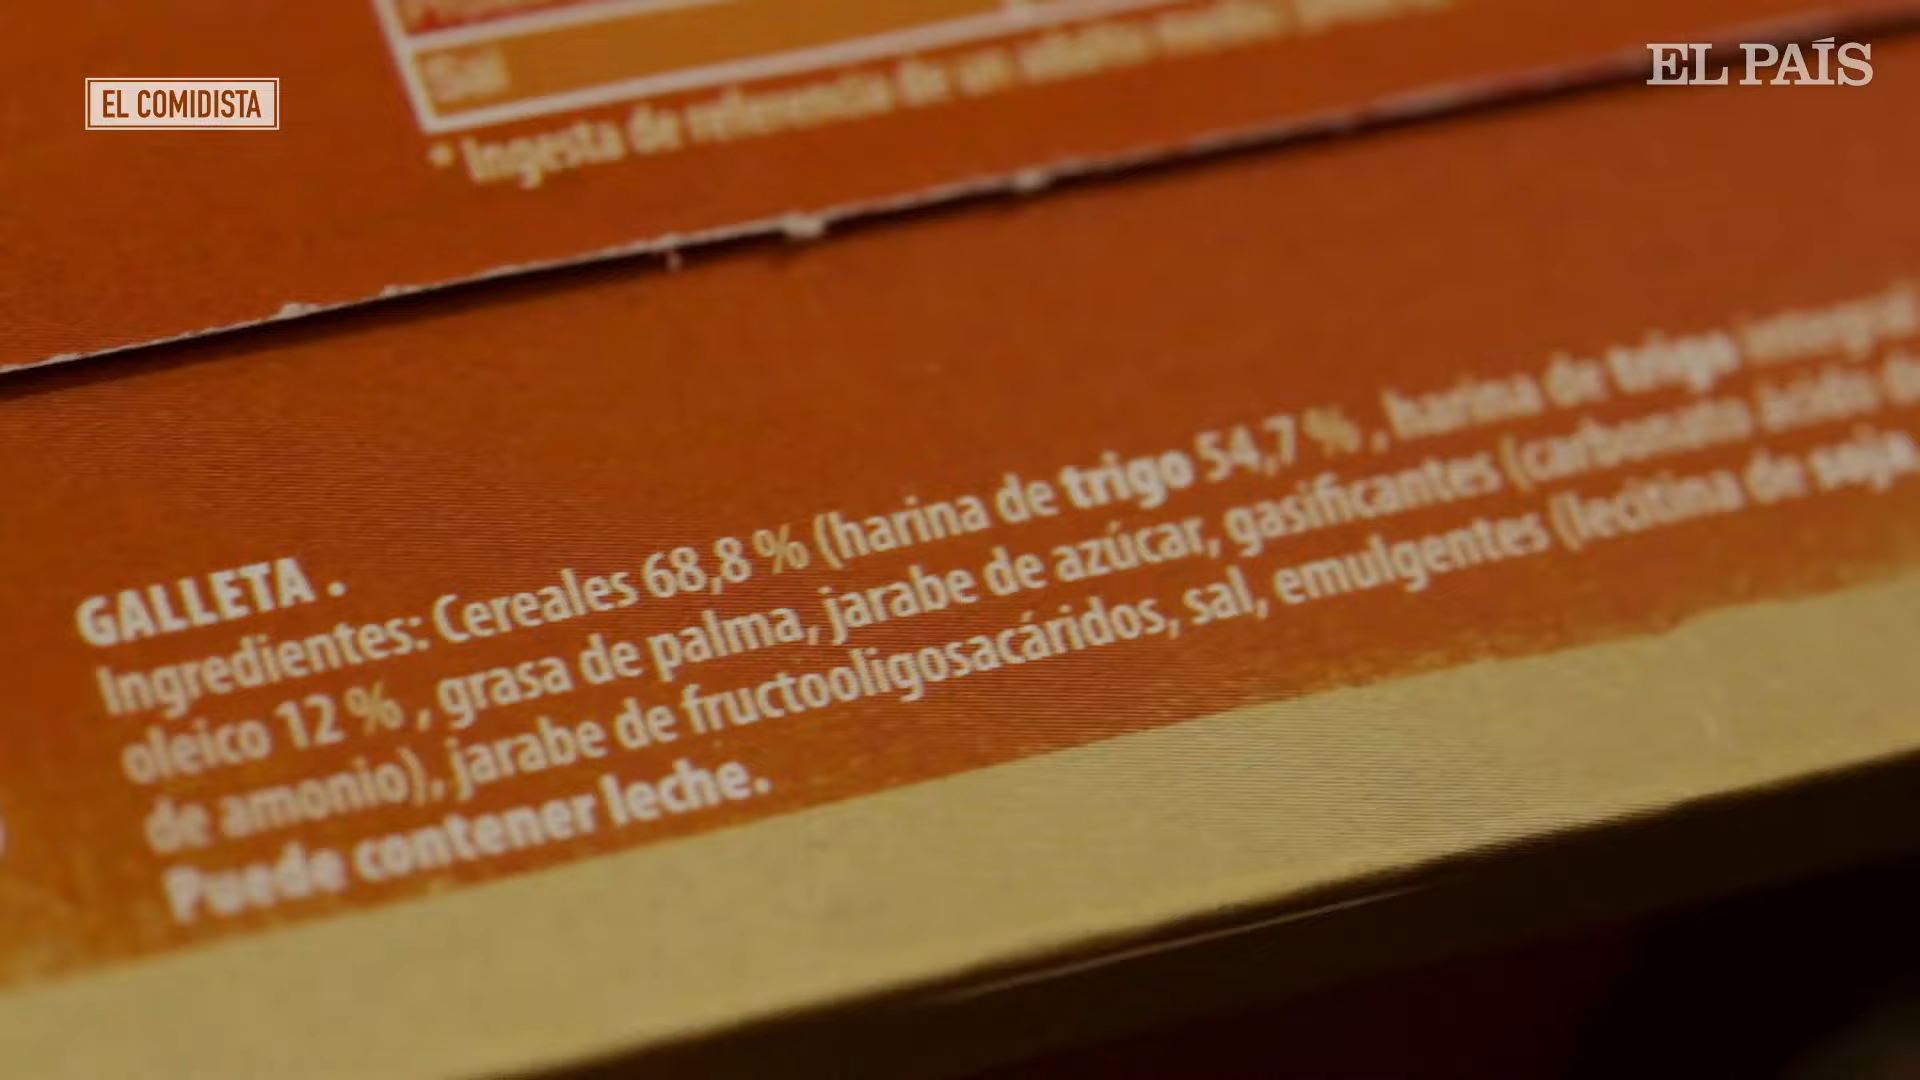 EL COMIDISTA
EL PAÍS
Sal
* Ingesta de referencia de un adulto medio
GALLETA .
Ingredientes: Cereales 68,8 % (harina de trigo 54,7 % , harina de trigo integral
oleico 12 % , grasa de palma, jarabe de azúcar, gasificantes (carbonato ácido de
de amonio), jarabe de fructooligosacáridos, sal, emulgentes (lecitina de soja,
Puede contener leche.